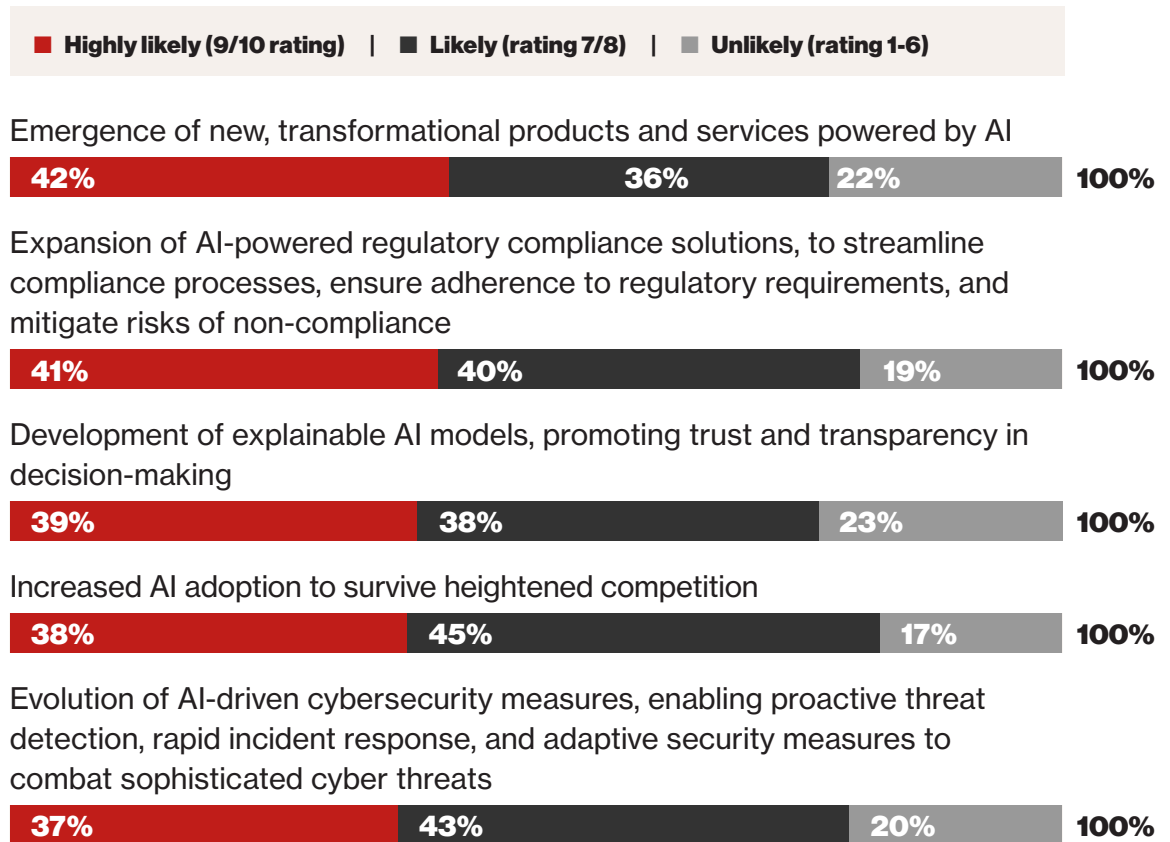 Highly likely (9/10 rating) | Likely (rating 7/8) | Unlikely (rating 1-6)
Emergence of new, transformational products and services powered by AI
42% 36% 22% 100%
Expansion of AI-powered regulatory compliance solutions, to streamline
compliance processes, ensure adherence to regulatory requirements, and
mitigate risks of non-compliance
41% 40% 19% 100%
Development of explainable AI models, promoting trust and transparency in
decision-making
39% 38% 23% 100%
Increased AI adoption to survive heightened competition
38% 45% 17% 100%
Evolution of AI-driven cybersecurity measures, enabling proactive threat
detection, rapid incident response, and adaptive security measures to
combat sophisticated cyber threats
37% 43% 20% 100%